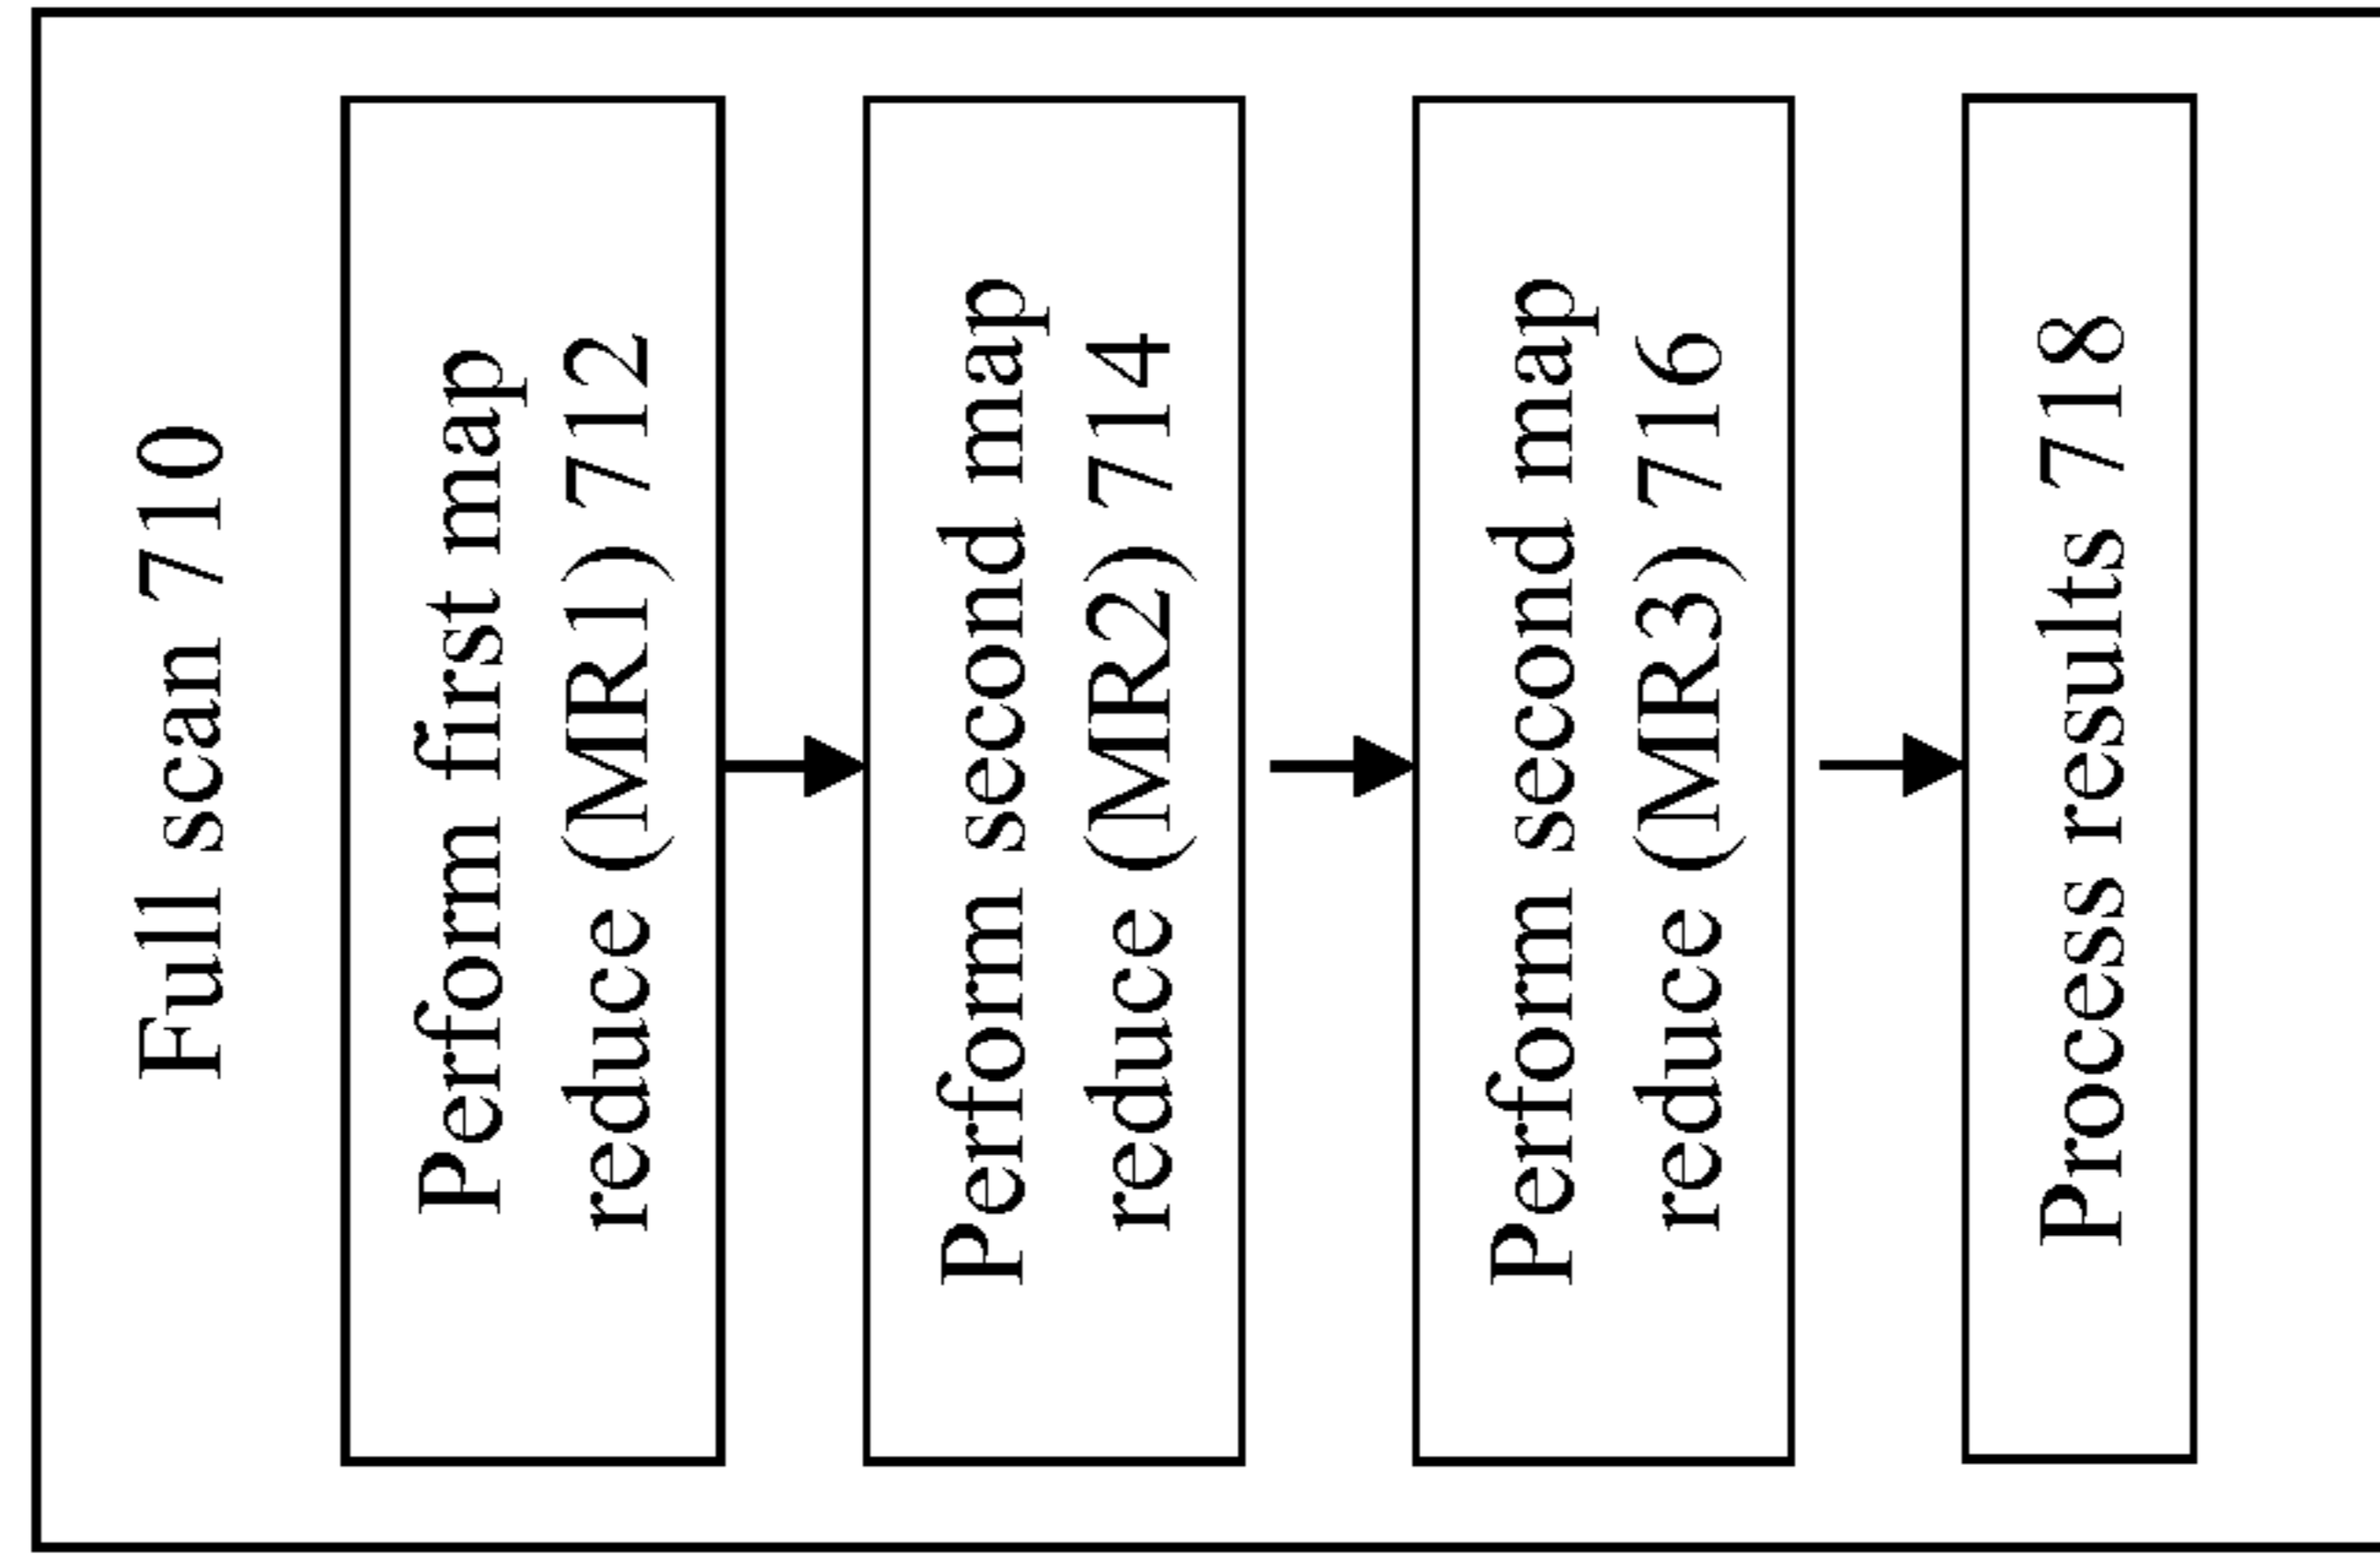 Full scan 710
Perform first map
reduce (MR1) 712
Perform second map
reduce (MR2) 714
Perform second map
reduce (MR3) 716
Process results 718